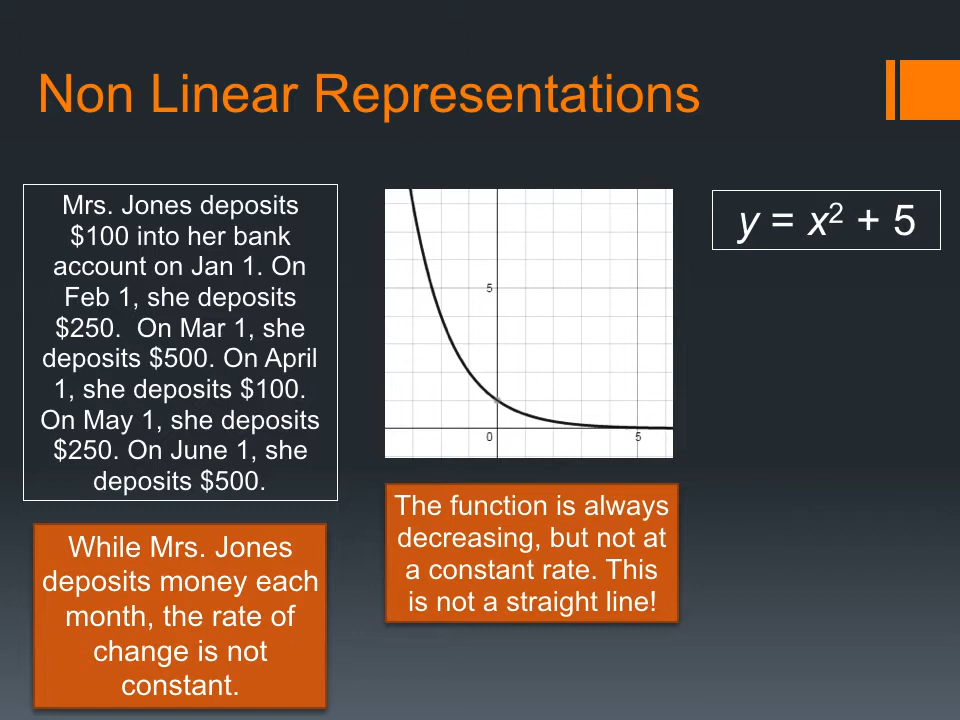 Non Linear Representations
Mrs. Jones deposits
$100 into her bank
account on Jan 1. On
Feb 1, she deposits
$250.  On Mar 1, she
deposits $500. On April
1, she deposits $100.
On May 1, she deposits
$250. On June 1, she
deposits $500.
While Mrs. Jones
deposits money each
month, the rate of
change is not
constant.
5
0
5
The function is always
decreasing, but not at
a constant rate. This
is not a straight line!
y = x² + 5